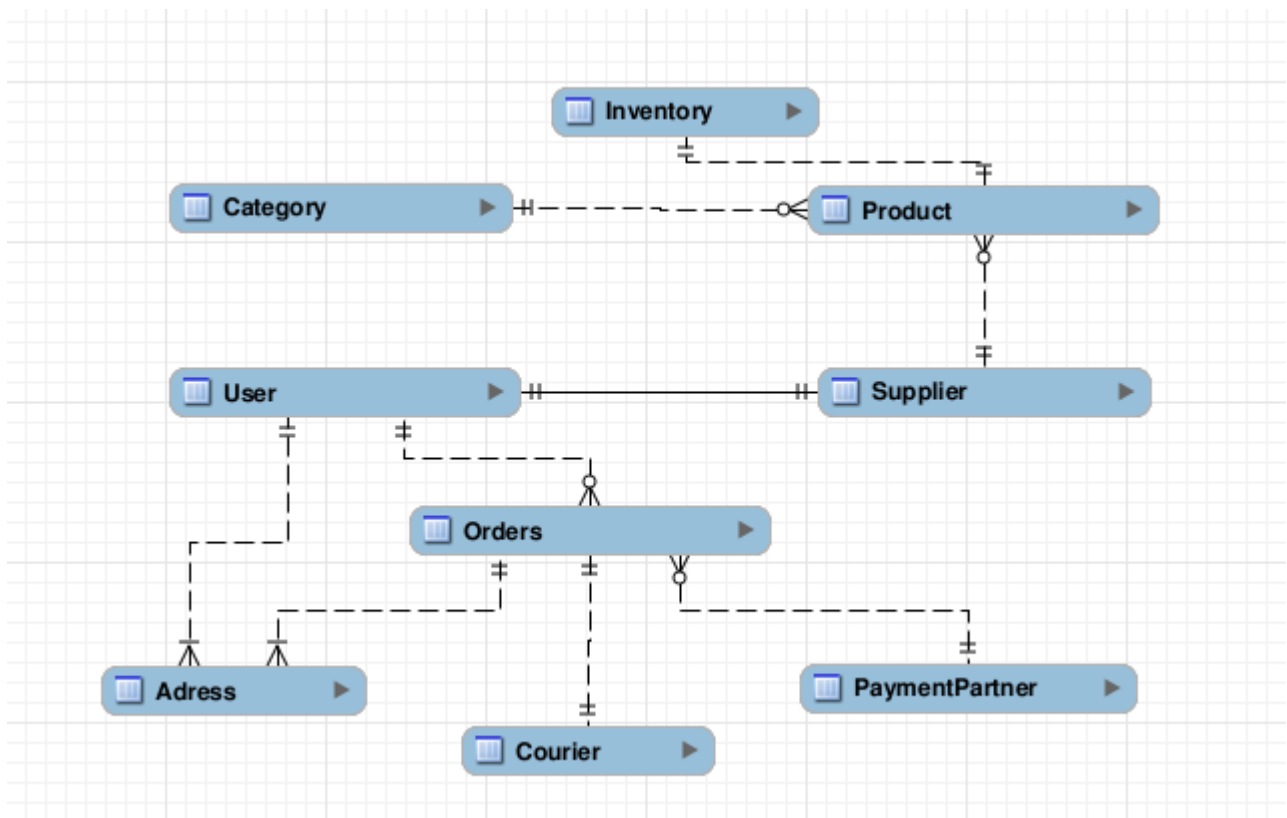 Inventory
Category
Product
User
Supplier
Orders
Adress
PaymentPartner
Courier